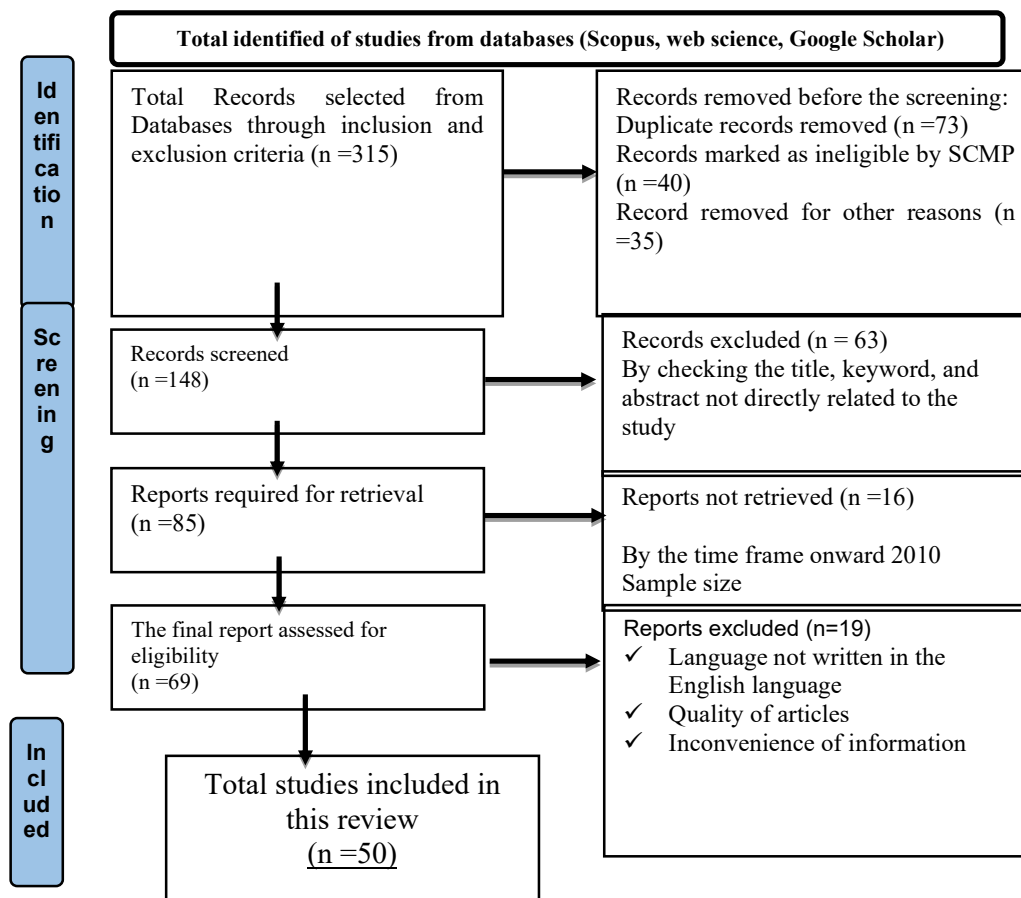 Total identified of studies from databases (Scopus, web science, Google Scholar)
Id
en
tifi
ca
tio
n
Total Records selected from
Databases through inclusion and
exclusion criteria (n =315)
Records removed before the screening:
Duplicate records removed (n =73)
Records marked as ineligible by SCMP
(n =40)
Record removed for other reasons (n
=35)
Sc
re
en
in
g
Records screened
(n =148)
Records excluded (n = 63)
By checking the title, keyword, and
abstract not directly related to the
study
Reports required for retrieval
(n =85)
Reports not retrieved (n =16)
By the time frame onward 2010
Sample size
The final report assessed for
eligibility
(n =69)
Reports excluded (n=19)
✓ Language not written in the
English language
✓ Quality of articles
✓ Inconvenience of information
In
cl
ud
ed
Total studies included in
this review
(n =50)